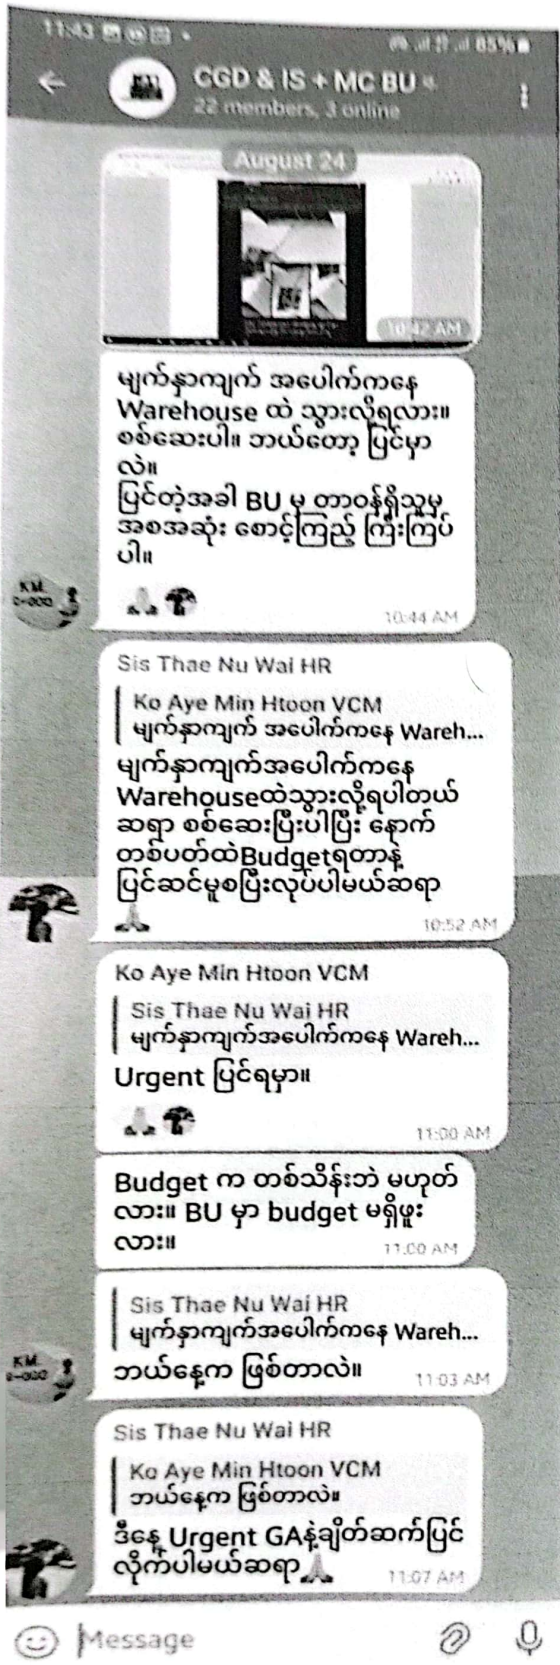 11:43
85%
CGD & IS + MC BU
22 members, 3 online
August 24
10:42 AM
မျက်နှာကျက် အပေါက်ကနေ
Warehouse ထဲ သွားလို့ရလား။
စစ်ဆေးပါ။ ဘယ်တော့ ပြင်မှာ
လဲ။
ပြင်တဲ့အခါ BU မှ တာဝန်ရှိသူမှ
အစအဆုံး စောင့်ကြည့် ကြီးကြပ်
ပါ။
10:44 AM
Sis Thae Nu Wai HR
Ko Aye Min Htoon VCM
မျက်နှာကျက် အပေါက်ကနေ Wareh...
မျက်နှာကျက်အပေါက်ကနေ
Warehouseထဲသွားလို့ရပါတယ်
ဆရာ စစ်ဆေးပြီးပါပြီး နောက်
တစ်ပတ်ထဲBudgetရတာနဲ့
ပြင်ဆင်မူစပြီးလုပ်ပါမယ်ဆရာ
10:52 AM
Ko Aye Min Htoon VCM
Sis Thae Nu Wai HR
မျက်နှာကျက်အပေါက်ကနေ Wareh...
Urgent ပြင်ရမှာ။
11:00 AM
Budget က တစ်သိန်းဘဲ မဟုတ်
လား။ BU မှာ budget မရှိဖူး
လား။
11:00 AM
Sis Thae Nu Wai HR
မျက်နှာကျက်အပေါက်ကနေ Wareh...
ဘယ်နေ့က ဖြစ်တာလဲ။
11:03 AM
Sis Thae Nu Wai HR
Ko Aye Min Htoon VCM
ဘယ်နေ့က ဖြစ်တာလဲ။
ဒီနေ့ Urgent GAနဲ့ချိတ်ဆက်ပြင်
လိုက်ပါမယ်ဆရာ
11:07 AM
Message